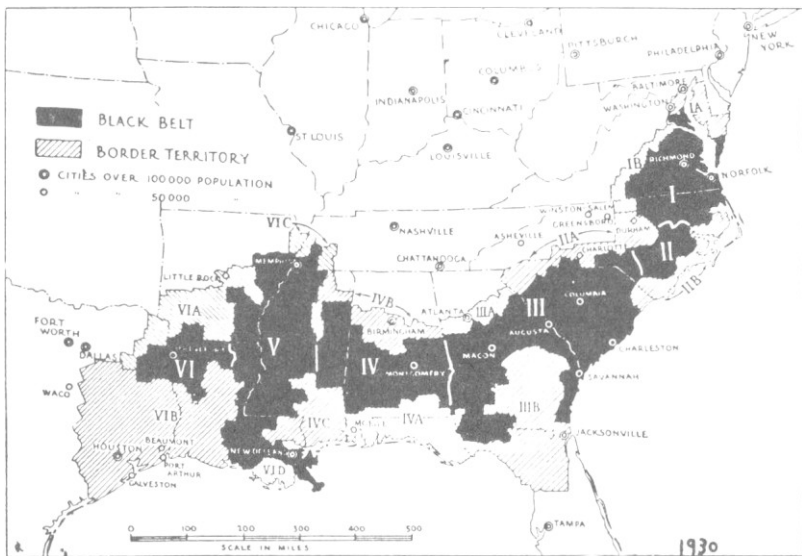 CHICAGO
CLEVELAND
NEW YORK
PITTSBURGH
PHILADELPHIA
COLUMBUS
BALTIMORE
INDIANAPOLIS
WASHINGTON
IA
CINCINNATI
BLACK BELT
ST. LOUIS
BORDER TERRITORY
LOUISVILLE
IB
RICHMOND
CITIES OVER 100000 POPULATION
NORFOLK
" " 50000
I
WINSTON-SALEM
GREENSBORO
DURHAM
VIC
NASHVILLE
ASHEVILLE
IIA
II
CHATTANOOGA
CHARLOTTE
MEMPHIS
LITTLE ROCK
IIB
IVB
VIA
ATLANTA
IIIA
COLUMBIA
III
FORT WORTH
BIRMINGHAM
AUGUSTA
DALLAS
V
CHARLESTON
VI
IV
MACON
MONTGOMERY
SAVANNAH
WACO
VIB
IVC
IVA
IIIB
MOBILE
JACKSONVILLE
HOUSTON
BEAUMONT
NEW ORLEANS
PORT ARTHUR
VID
GALVESTON
0 100 200 300 400 500
SCALE IN MILES
TAMPA
1930